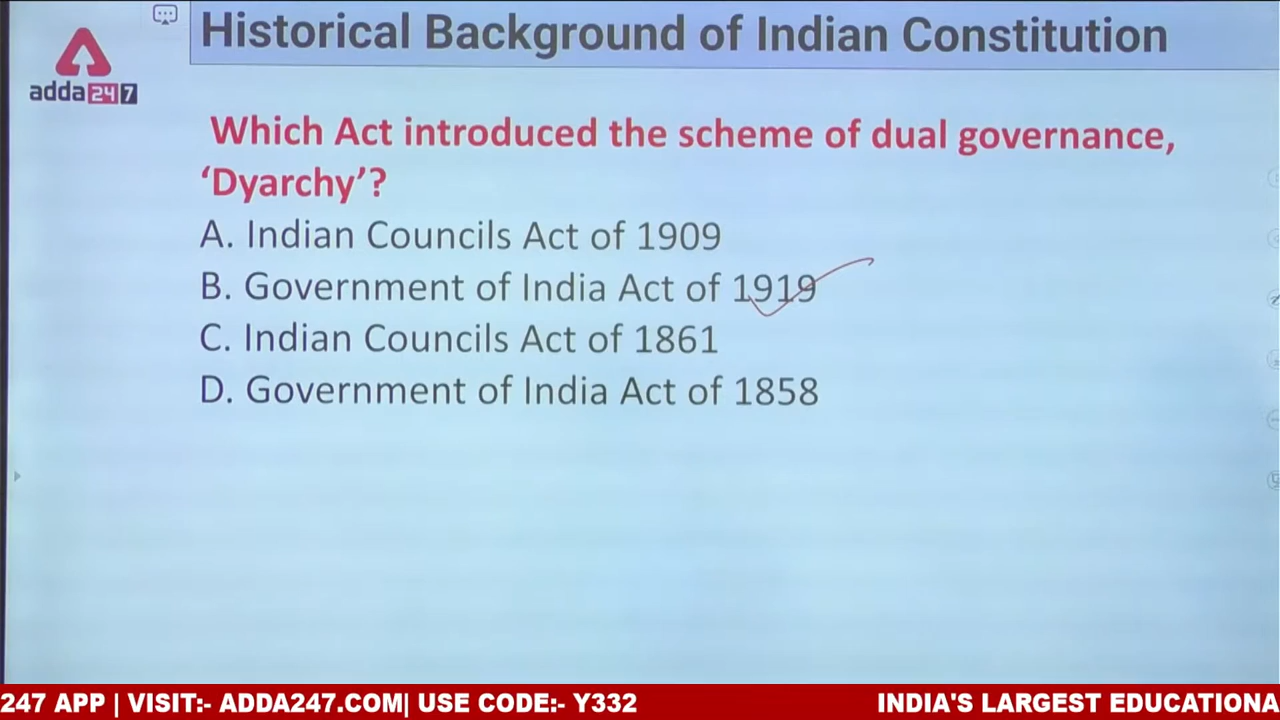 Historical Background of Indian Constitution
adda247
Which Act introduced the scheme of dual governance,
‘Dyarchy’?
A. Indian Councils Act of 1909
B. Government of India Act of 1919
C. Indian Councils Act of 1861
D. Government of India Act of 1858
247 APP | VISIT:- ADDA247.COM| USE CODE:- Y332
INDIA'S LARGEST EDUCATIONA